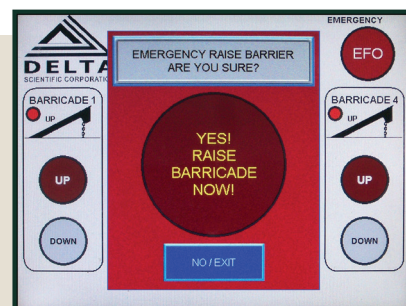 EMERGENCY
DELTA
SCIENTIFIC CORPORATION
EMERGENCY RAISE BARRIER
ARE YOU SURE?
EFO
BARRICADE 1
UP
UP
DOWN
YES!
RAISE
BARRICADE
NOW!
NO / EXIT
BARRICADE 4
UP
UP
DOWN